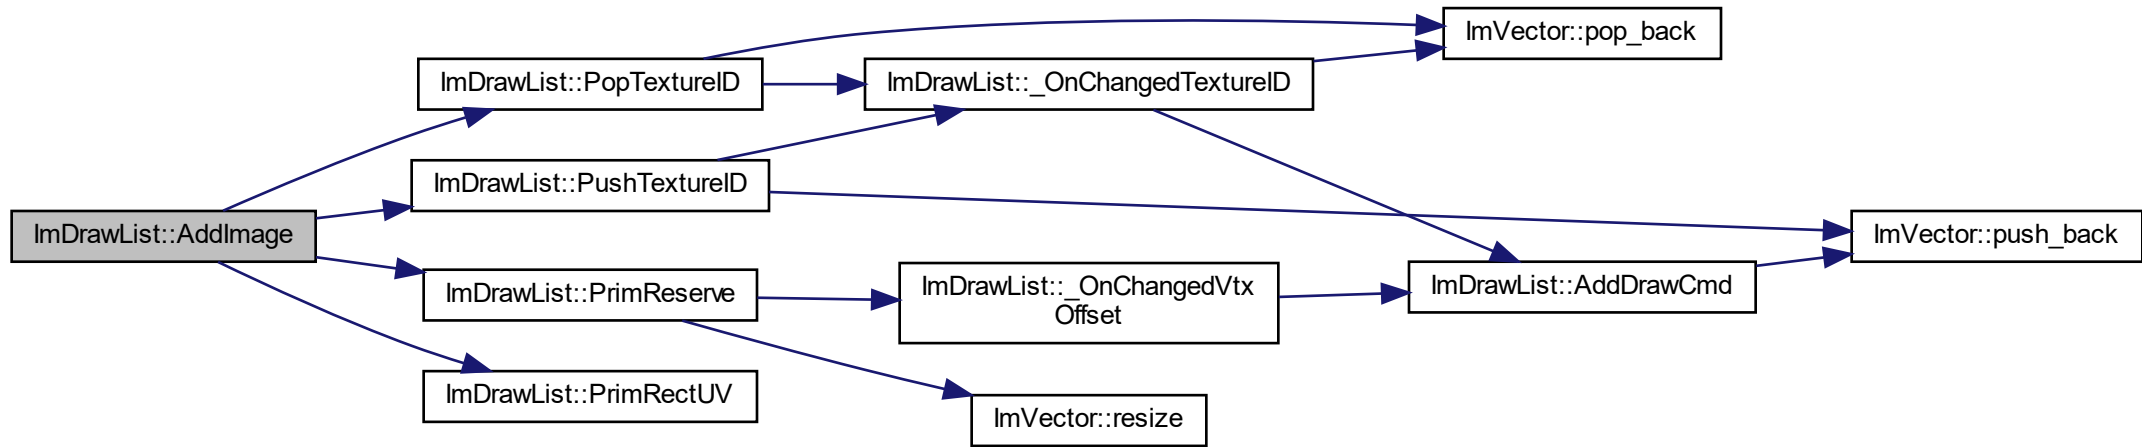 ImDrawList::AddImage
ImDrawList::PopTextureID
ImDrawList::PushTextureID
ImDrawList::PrimReserve
ImDrawList::PrimRectUV
ImDrawList::_OnChangedTextureID
ImDrawList::_OnChangedVtx
Offset
ImVector::resize
ImVector::pop_back
ImDrawList::AddDrawCmd
ImVector::push_back